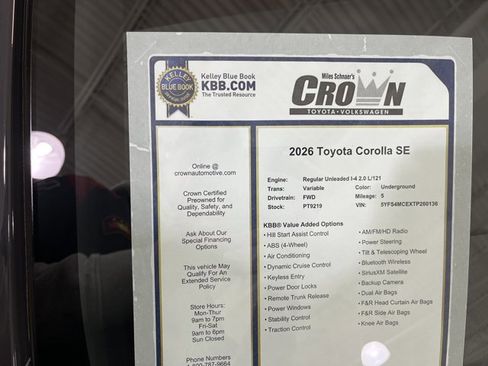 KELLEY
BLUE BOOK
Kelley Blue Book
KBB.COM
The Trusted Resource
Miles Schnaer's
CROWN
TOYOTA • VOLKSWAGEN
Online @
crownautomotive.com
Crown Certified
Preowned for
Quality, Safety, and
Dependability
Ask About Our
Special Financing
Options
This vehicle May
Qualify For An
Extended Service
Policy
Store Hours:
Mon-Thur
9am to 7pm
Fri-Sat
9am to 6pm
Sun Closed
Phone Numbers
1-800-787-9664
2026 Toyota Corolla SE
Engine: Regular Unleaded I-4 2.0 L/121
Trans: Variable Color: Underground
Drivetrain: FWD Mileage: 5
Stock: PT9219 VIN: 5YFS4MCEXTP260136
KBB® Value Added Options
• Hill Start Assist Control
• ABS (4-Wheel)
• Air Conditioning
• Dynamic Cruise Control
• Keyless Entry
• Power Door Locks
• Remote Trunk Release
• Power Windows
• Stability Control
• Traction Control
• AM/FM/HD Radio
• Power Steering
• Tilt & Telescoping Wheel
• Bluetooth Wireless
• SiriusXM Satellite
• Backup Camera
• Dual Air Bags
• F&R Head Curtain Air Bags
• F&R Side Air Bags
• Knee Air Bags